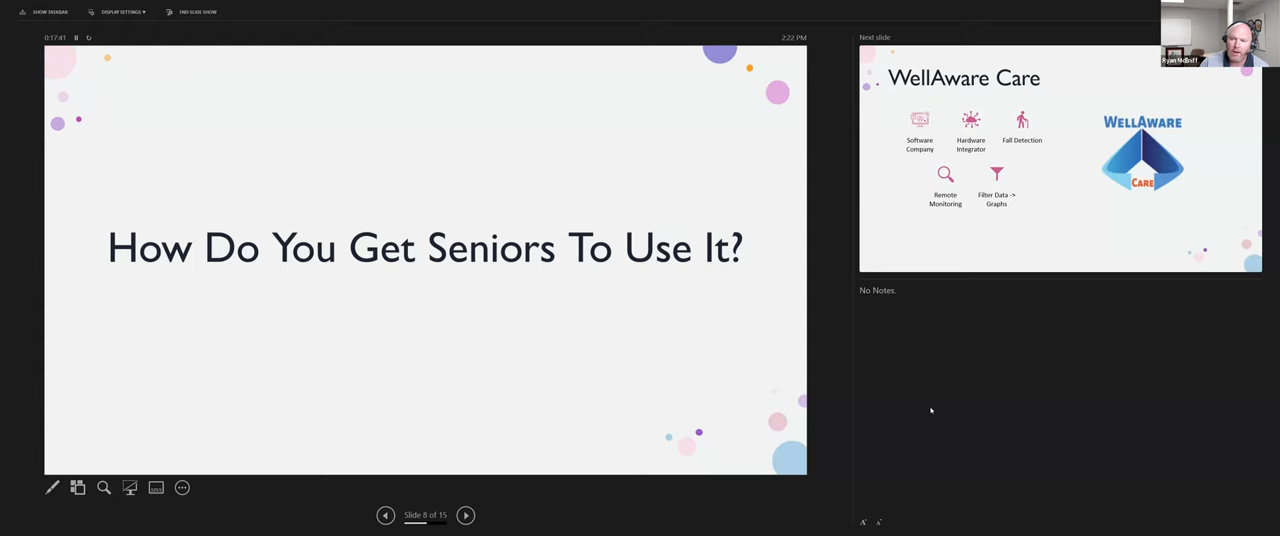 SHOW TASKBAR
DISPLAY SETTINGS ▾
END SLIDE SHOW
0:17:41
2:22 PM
How Do You Get Seniors To Use It?
Slide 8 of 15
Next slide
WellAware Care
Software
Company
Hardware
Integrator
Fall Detection
Remote
Monitoring
Filter Data ->
Graphs
WELLAWARE
CARE
No Notes.
Ryan McEniff
A
A